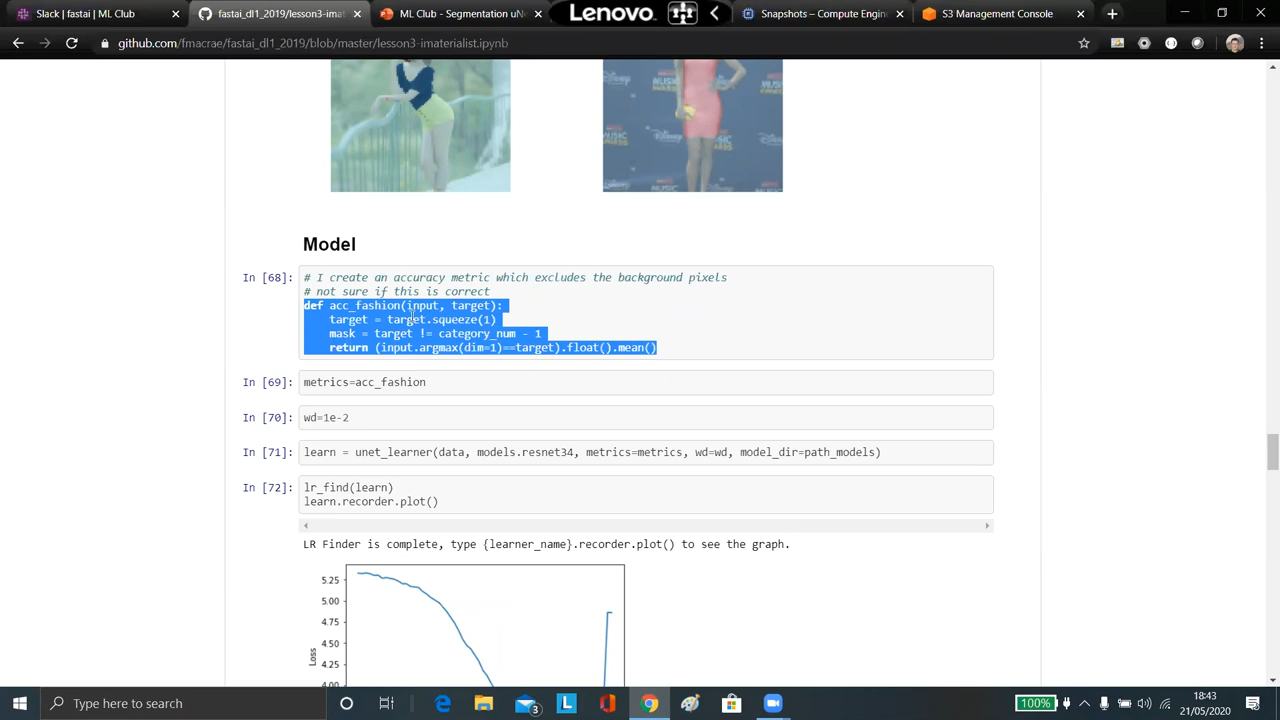 Slack | fastai ML Club
fastai_dl1_2019/lesson3-imat
ML Club - Segmentation uNe
Lenovo
Snapshots – Compute Engine
S3 Management Console
github.com/fmacrae/fastai_dl1_2019/blob/master/lesson3-imaterialist.ipynb
Model
In [68]:
# I create an accuracy metric which excludes the background pixels
# not sure if this is correct
def acc_fashion(input, target):
target = target.squeeze(1)
mask = target != category_num - 1
return (input.argmax(dim=1)==target).float().mean()
In [69]: metrics=acc_fashion
In [70]: wd=1e-2
In [71]: learn = unet_learner(data, models.resnet34, metrics=metrics, wd=wd, model_dir=path_models)
In [72]: lr_find(learn)
learn.recorder.plot()
LR Finder is complete, type {learner_name}.recorder.plot() to see the graph.
5.25
5.00
4.75
4.50
4.25
4.00
Loss
Type here to search
3
100%
18:43
21/05/2020